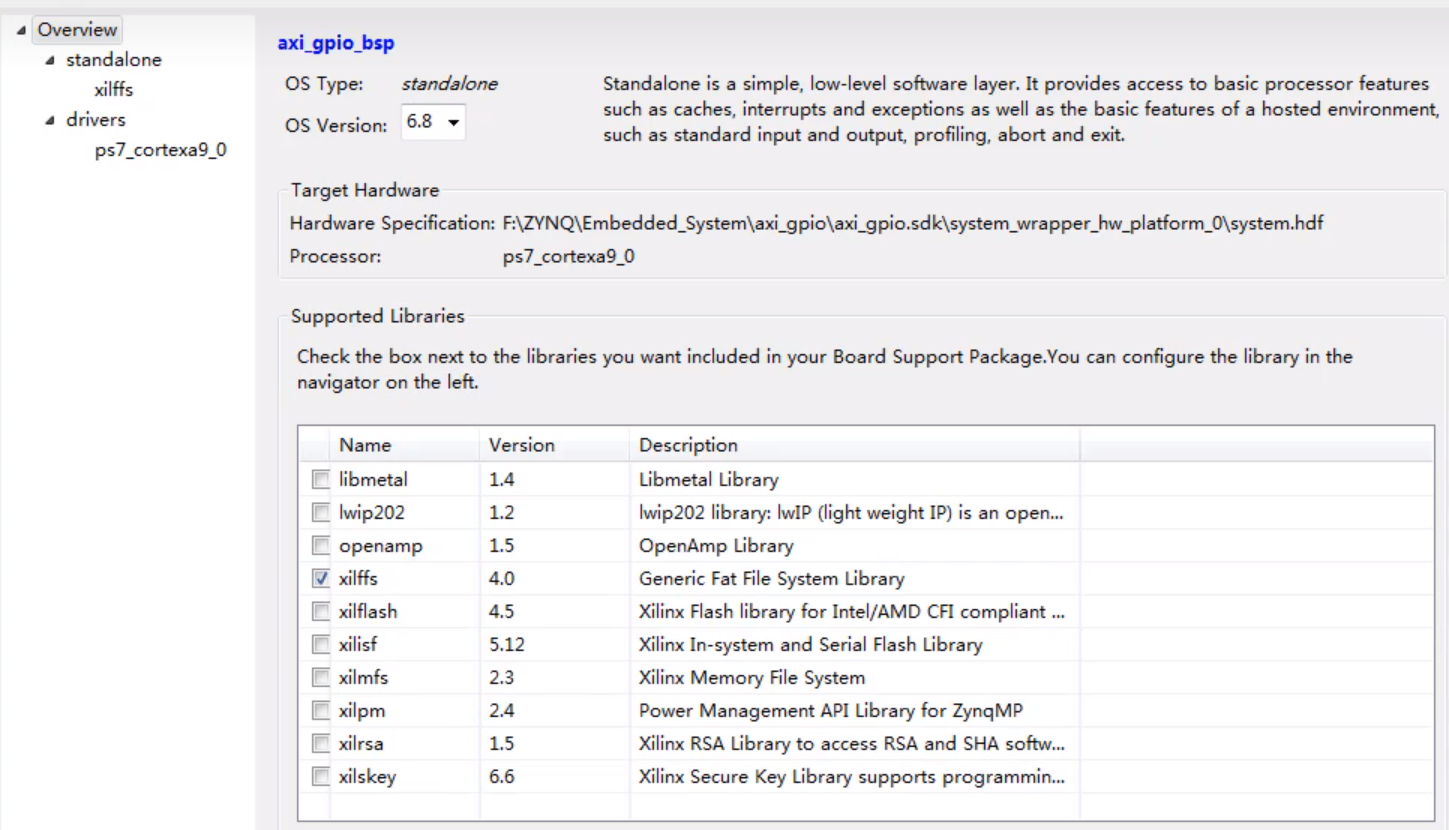 Overview
standalone
xilffs
drivers
ps7_cortexa9_0
axi_gpio_bsp
OS Type: standalone
OS Version: 6.8
Standalone is a simple, low-level software layer. It provides access to basic processor features
such as caches, interrupts and exceptions as well as the basic features of a hosted environment,
such as standard input and output, profiling, abort and exit.
Target Hardware
Hardware Specification: F:\ZYNQ\Embedded_System\axi_gpio\axi_gpio.sdk\system_wrapper_hw_platform_0\system.hdf
Processor: ps7_cortexa9_0
Supported Libraries
Check the box next to the libraries you want included in your Board Support Package.You can configure the library in the
navigator on the left.
Name Version Description
libmetal 1.4 Libmetal Library
lwip202 1.2 lwip202 library: lwIP (light weight IP) is an open...
openamp 1.5 OpenAmp Library
xilffs 4.0 Generic Fat File System Library
xilflash 4.5 Xilinx Flash library for Intel/AMD CFI compliant ...
xilisf 5.12 Xilinx In-system and Serial Flash Library
xilmfs 2.3 Xilinx Memory File System
xilpm 2.4 Power Management API Library for ZynqMP
xilrsa 1.5 Xilinx RSA Library to access RSA and SHA softw...
xilskey 6.6 Xilinx Secure Key Library supports programmin...